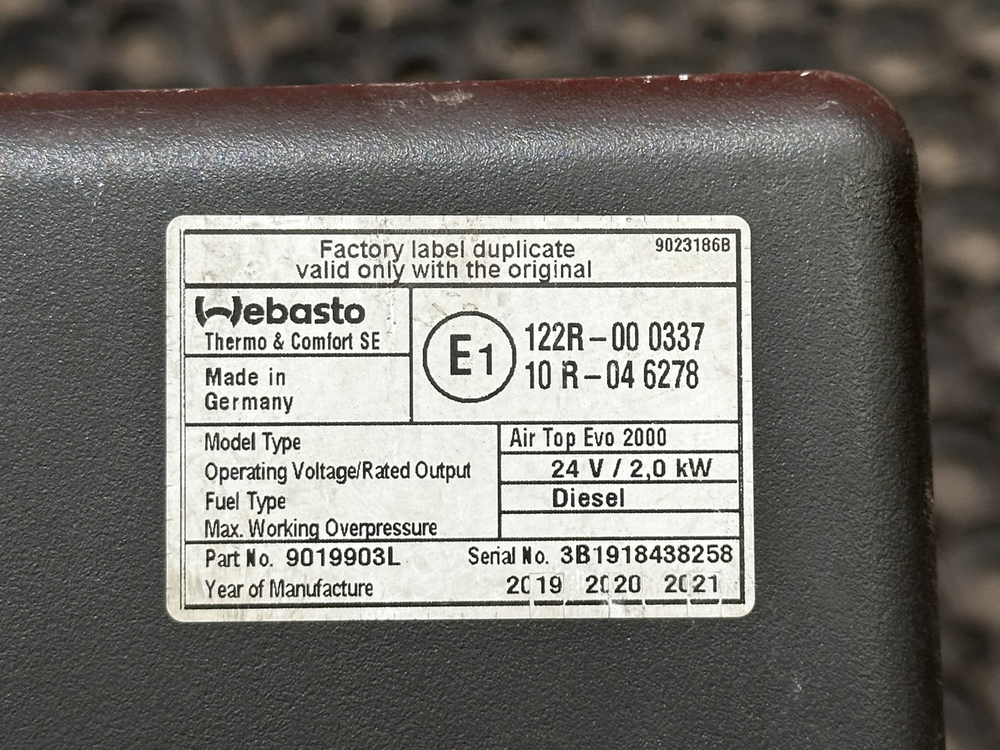 Factory label duplicate
valid only with the original
9023186B
Webasto
Thermo & Comfort SE
Made in
Germany
E1
122R-00 0337
10 R-04 6278
Model Type Air Top Evo 2000
Operating Voltage/Rated Output 24 V / 2,0 kW
Fuel Type Diesel
Max. Working Overpressure
Part No. 9019903L Serial No. 3B1918438258
Year of Manufacture 2019 2020 2021